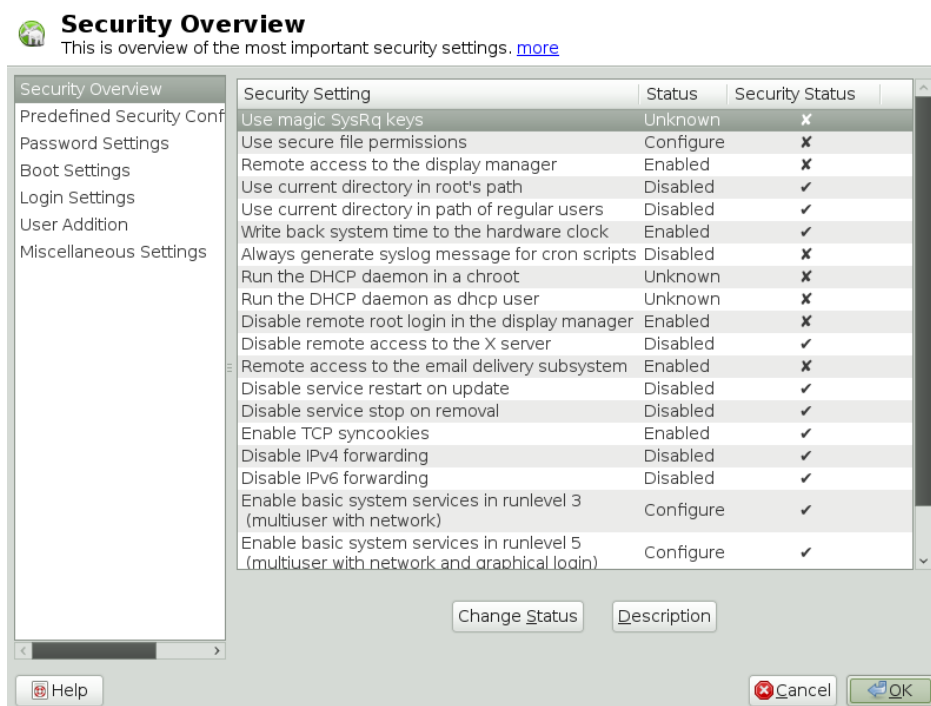 Security Overview
This is overview of the most important security settings. more
Security Overview
Predefined Security Conf
Password Settings
Boot Settings
Login Settings
User Addition
Miscellaneous Settings
Security Setting Status Security Status
Use magic SysRq keys Unknown ✘
Use secure file permissions Configure ✘
Remote access to the display manager Enabled ✘
Use current directory in root's path Disabled ✔
Use current directory in path of regular users Disabled ✔
Write back system time to the hardware clock Enabled ✔
Always generate syslog message for cron scripts Disabled ✘
Run the DHCP daemon in a chroot Unknown ✘
Run the DHCP daemon as dhcp user Unknown ✘
Disable remote root login in the display manager Enabled ✘
Disable remote access to the X server Disabled ✔
Remote access to the email delivery subsystem Enabled ✘
Disable service restart on update Disabled ✔
Disable service stop on removal Disabled ✔
Enable TCP syncookies Enabled ✔
Disable IPv4 forwarding Disabled ✔
Disable IPv6 forwarding Disabled ✔
Enable basic system services in runlevel 3
(multiuser with network) Configure ✔
Enable basic system services in runlevel 5
(multiuser with network and graphical login) Configure ✔
Change Status Description
Help Cancel OK